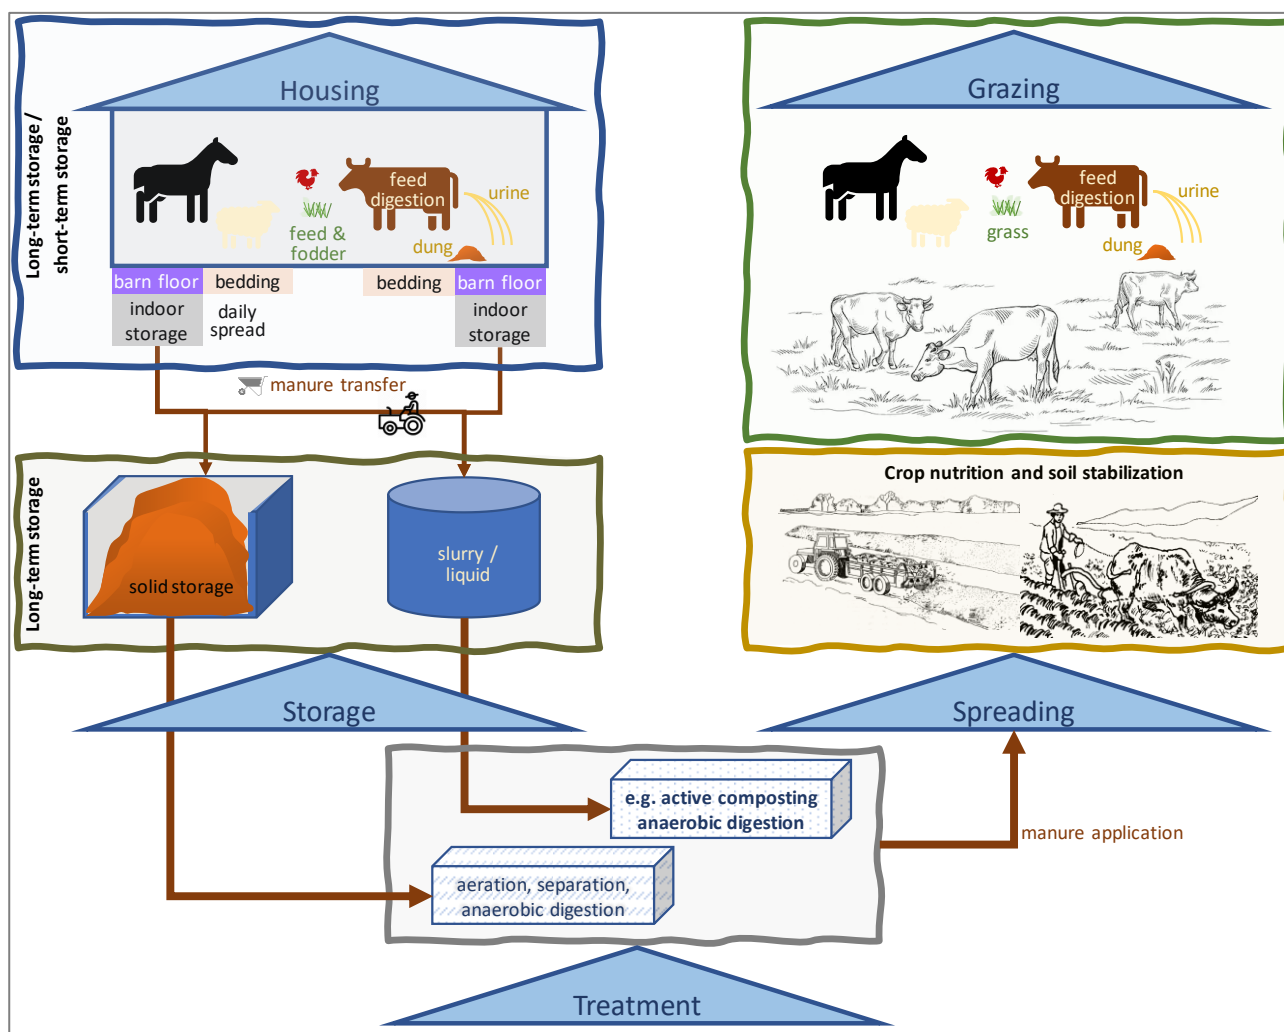 Housing
Long-term storage /
short-term storage
feed
digestion
urine
feed &
fodder
dung
barn floor
bedding
bedding
barn floor
indoor
storage
daily
spread
indoor
storage
manure transfer
Grazing
feed
digestion
urine
grass
dung
Long-term storage
solid storage
slurry /
liquid
Crop nutrition and soil stabilization
Storage
Spreading
e.g. active composting
anaerobic digestion
manure application
aeration, separation,
anaerobic digestion
Treatment